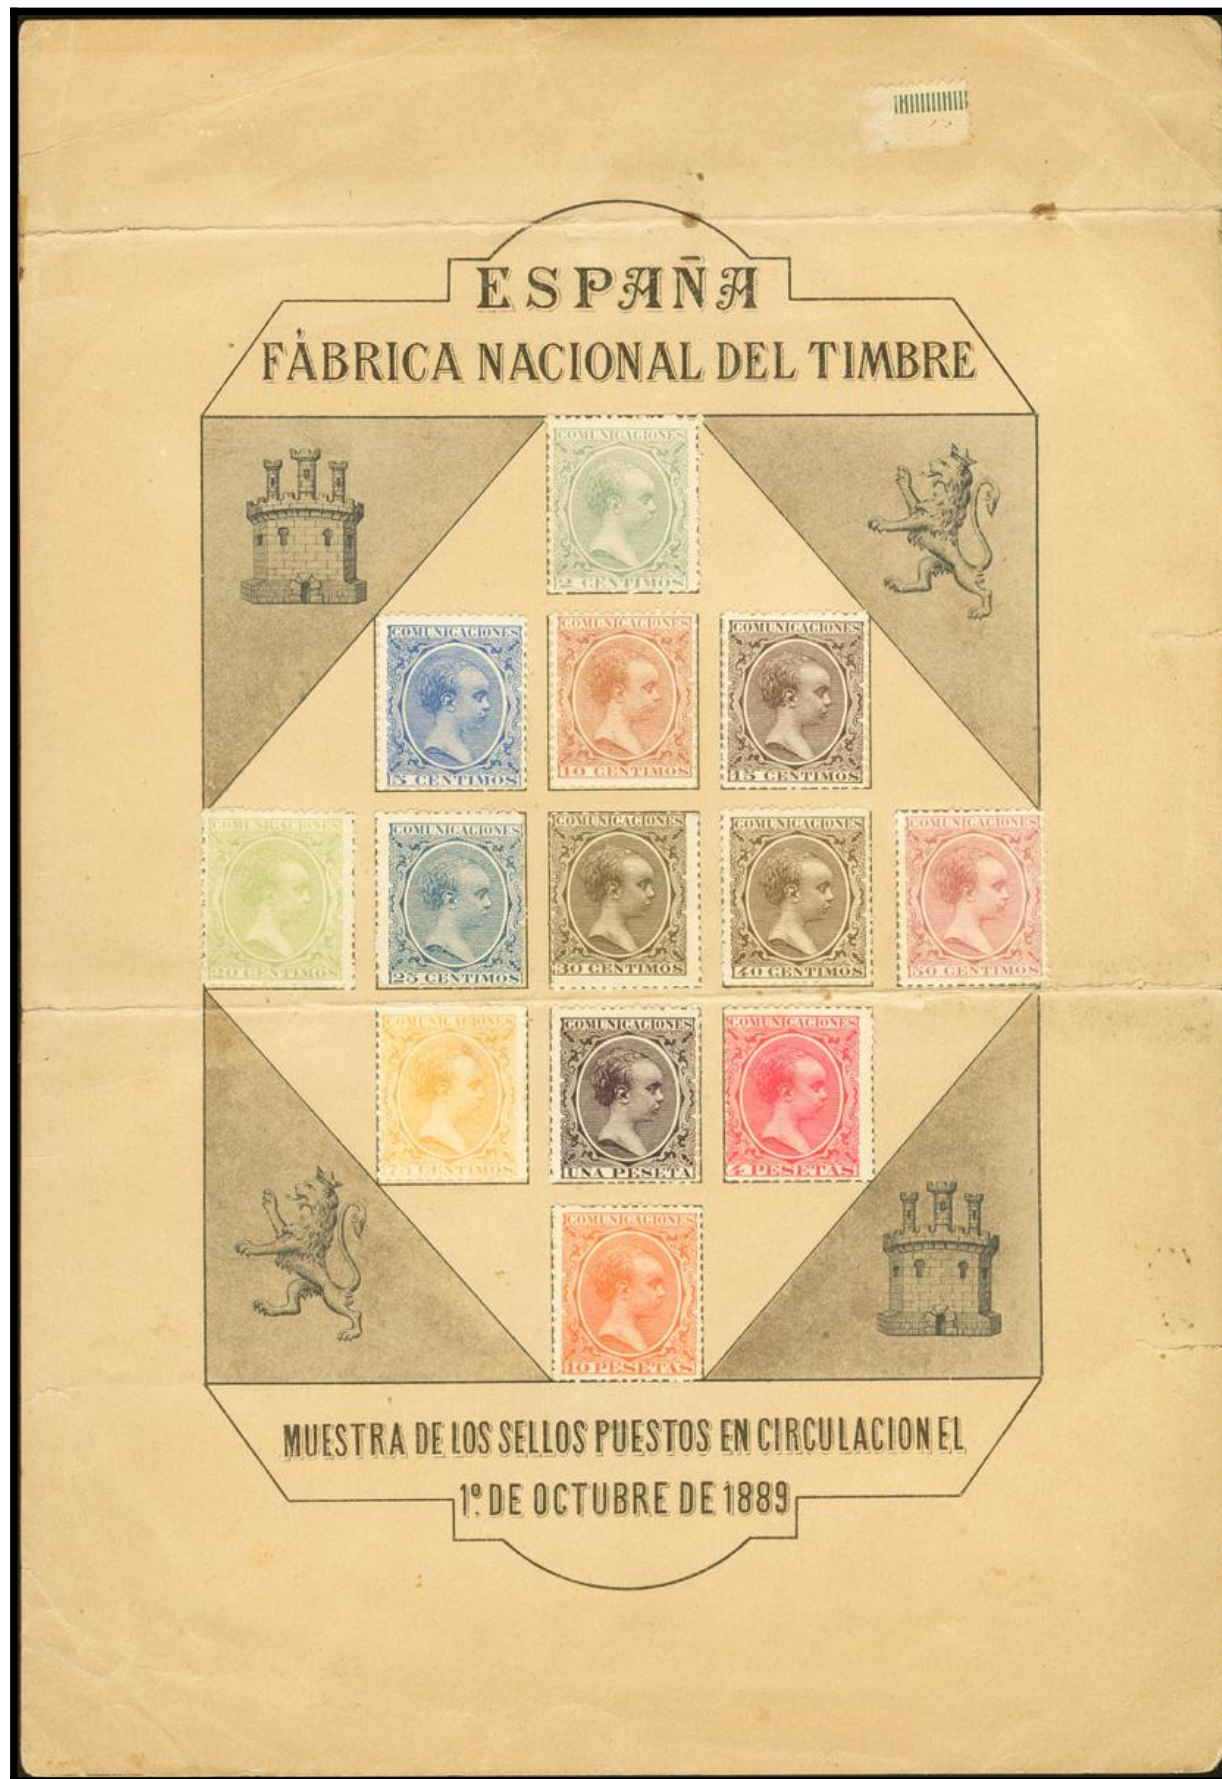 ESPAÑA
FÁBRICA NACIONAL DEL TIMBRE
COMUNICACIONES
2 CENTIMOS
COMUNICACIONES
5 CENTIMOS
COMUNICACIONES
10 CENTIMOS
COMUNICACIONES
15 CENTIMOS
COMUNICACIONES
20 CENTIMOS
COMUNICACIONES
25 CENTIMOS
COMUNICACIONES
30 CENTIMOS
COMUNICACIONES
40 CENTIMOS
COMUNICACIONES
50 CENTIMOS
COMUNICACIONES
75 CENTIMOS
COMUNICACIONES
UNA PESETA
COMUNICACIONES
4 PESETAS
COMUNICACIONES
10 PESETAS
MUESTRA DE LOS SELLOS PUESTOS EN CIRCULACION EL
1º DE OCTUBRE DE 1889